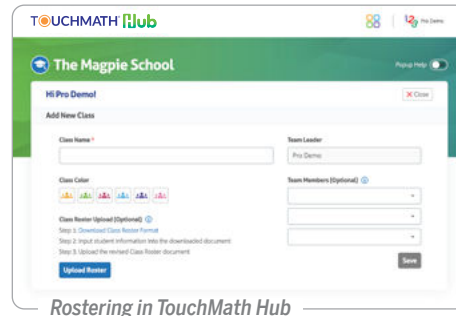 TOUCHMATH Hub
Pro Demo
The Magpie School
Popup Help
Hi Pro Demo!
Close
Add New Class
Class Name *
Team Leader
Pro Demo
Class Color
Team Members (Optional)
Class Roster Upload (Optional)
Step 1: Download Class Roster Format
Step 2: Input student information into the downloaded document
Step 3: Upload the revised Class Roster document
Upload Roster
Save
Rostering in TouchMath Hub